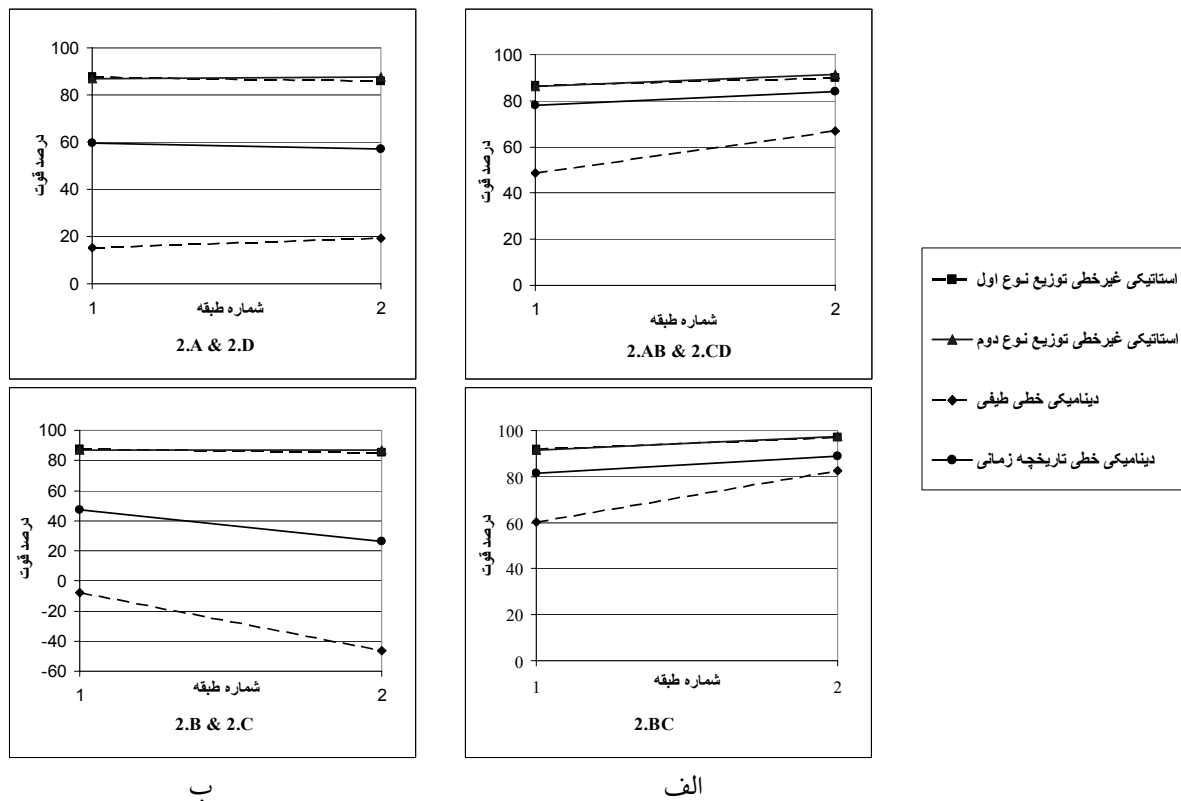 100
80
60
40
20
0
درصد قوت
1 2
شماره طبقه
2.A & 2.D
100
80
60
40
20
0
درصد قوت
1 2
شماره طبقه
2.AB & 2.CD
100
80
60
40
20
0
-20
-40
-60
درصد قوت
1 2
شماره طبقه
2.B & 2.C
100
80
60
40
20
0
درصد قوت
1 2
شماره طبقه
2.BC
استاتیکی غیرخطی توزیع نوع اول
استاتیکی غیرخطی توزیع نوع دوم
دینامیکی خطی طیفی
دینامیکی خطی تاریخچه زمانی
الف
ب